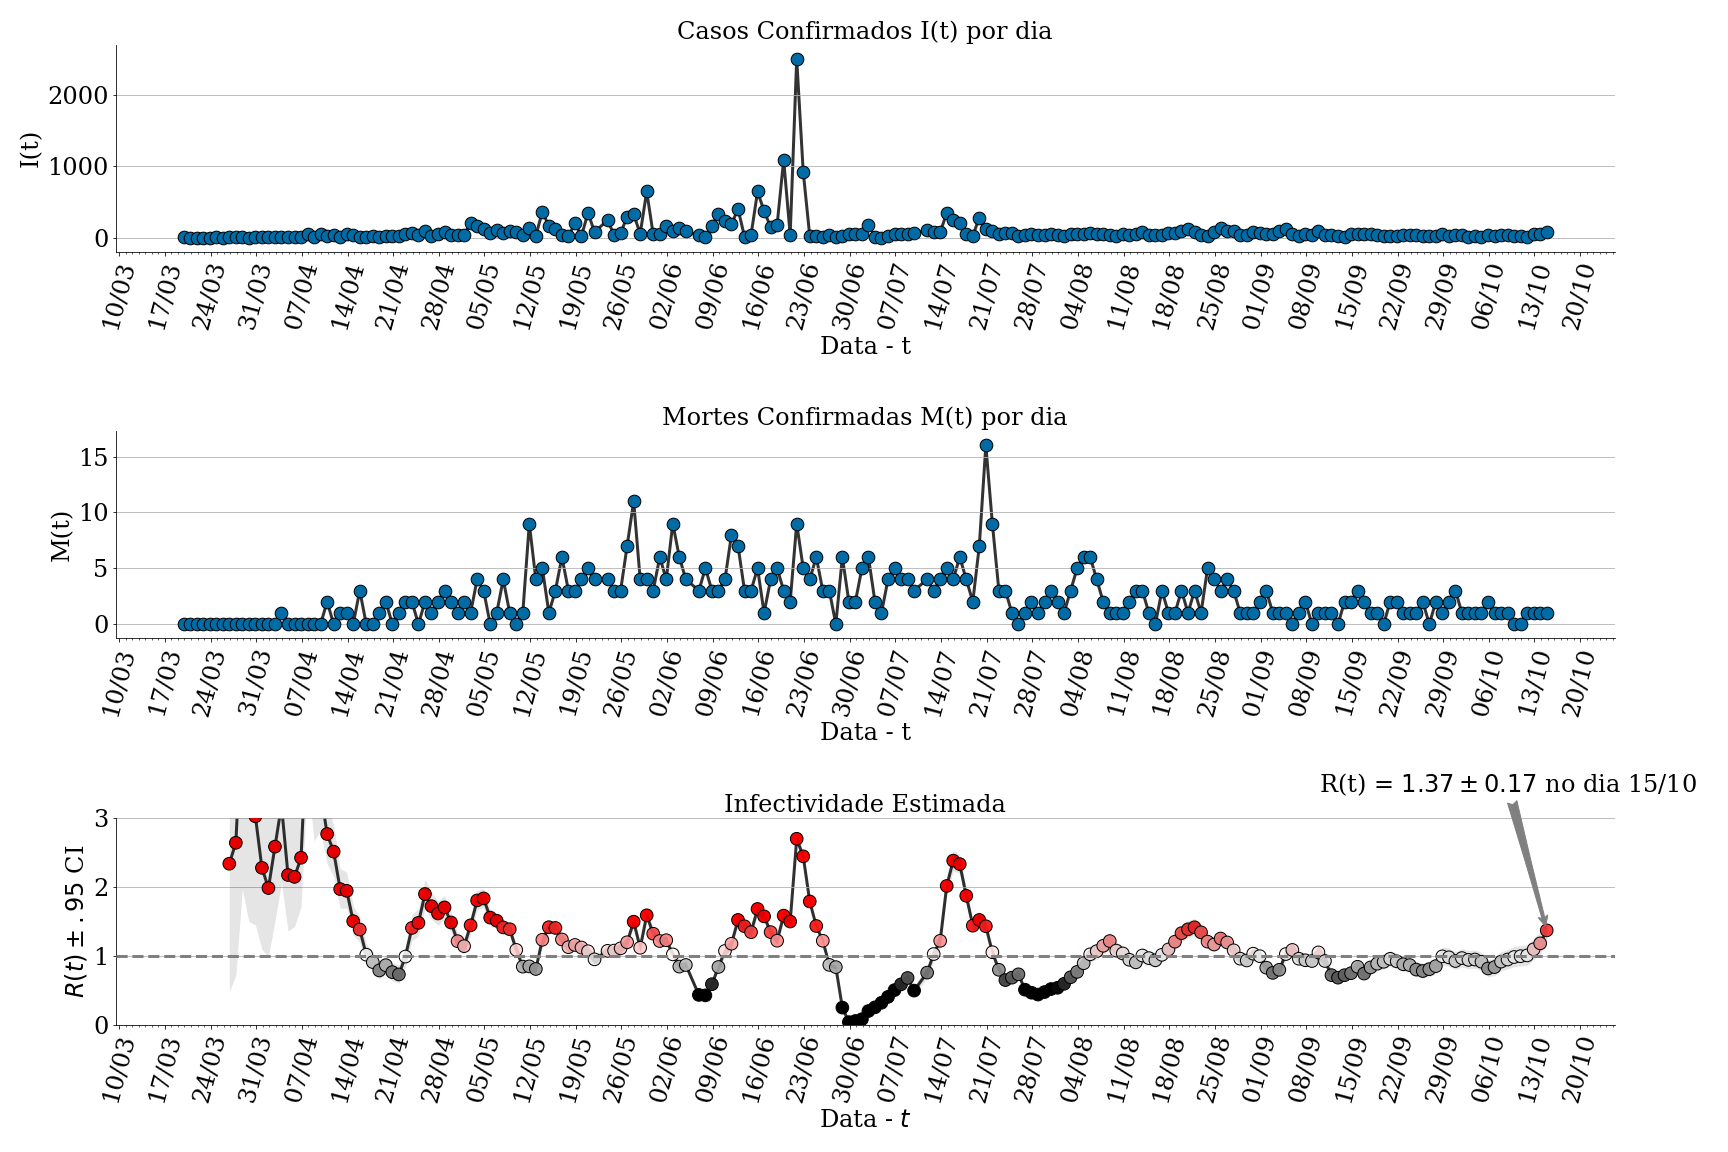 Casos Confirmados I(t) por dia
I(t)
2000
1000
0
10/03 17/03 24/03 31/03 07/04 14/04 21/04 28/04 05/05 12/05 19/05 26/05 02/06 09/06 16/06 23/06 30/06 07/07 14/07 21/07 28/07 04/08 11/08 18/08 25/08 01/09 08/09 15/09 22/09 29/09 06/10 13/10 20/10
Data - t
Mortes Confirmadas M(t) por dia
M(t)
15
10
5
0
10/03 17/03 24/03 31/03 07/04 14/04 21/04 28/04 05/05 12/05 19/05 26/05 02/06 09/06 16/06 23/06 30/06 07/07 14/07 21/07 28/07 04/08 11/08 18/08 25/08 01/09 08/09 15/09 22/09 29/09 06/10 13/10 20/10
Data - t
R(t) = 1.37 ± 0.17 no dia 15/10
Infectividade Estimada
R(t) ± .95 CI
3
2
1
0
10/03 17/03 24/03 31/03 07/04 14/04 21/04 28/04 05/05 12/05 19/05 26/05 02/06 09/06 16/06 23/06 30/06 07/07 14/07 21/07 28/07 04/08 11/08 18/08 25/08 01/09 08/09 15/09 22/09 29/09 06/10 13/10 20/10
Data - t